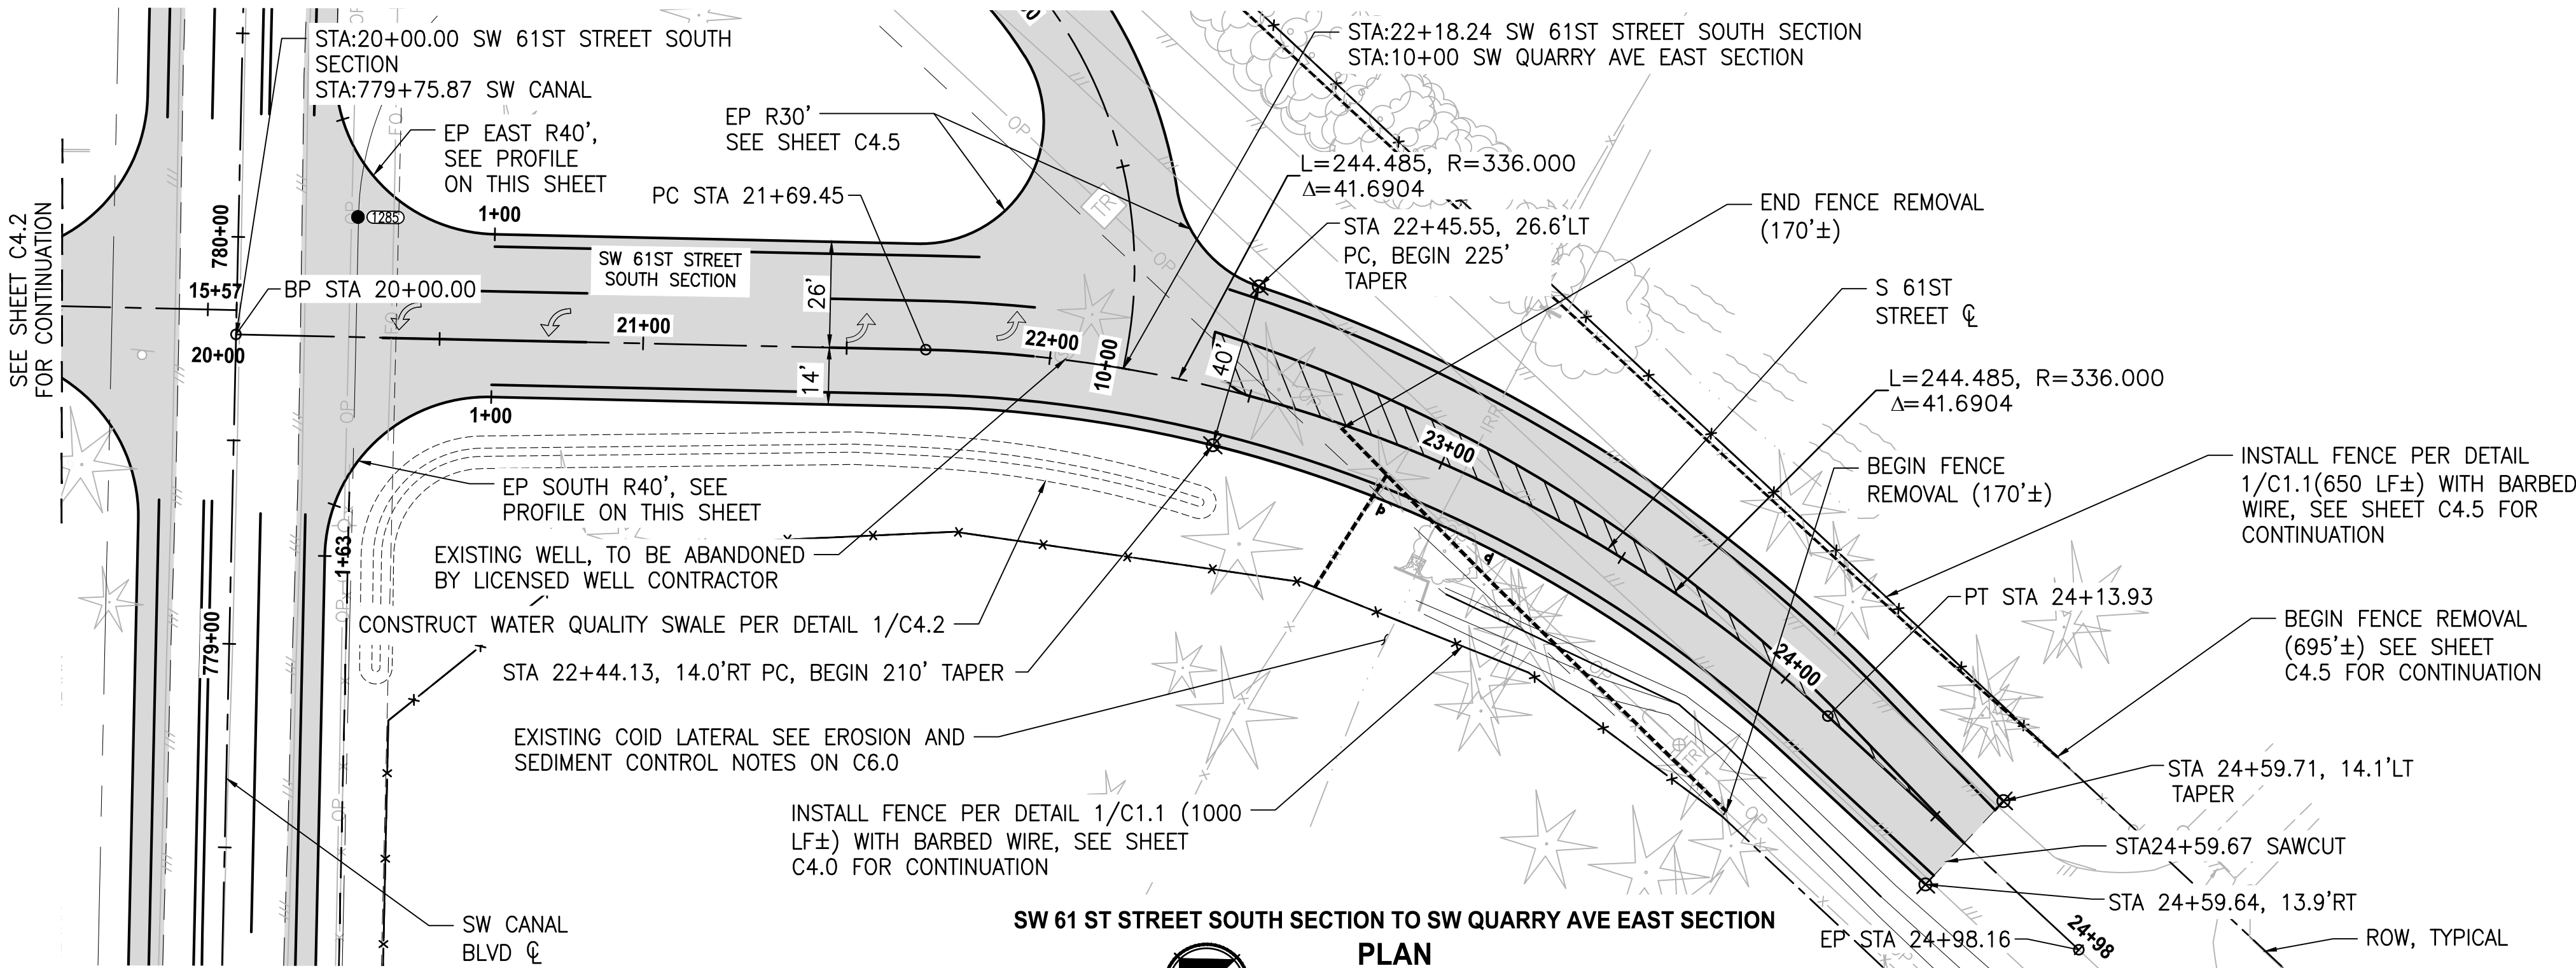 STA:20+00.00 SW 61ST STREET SOUTH
SECTION
STA:779+75.87 SW CANAL
EP EAST R40',
SEE PROFILE
ON THIS SHEET
EP R30'
SEE SHEET C4.5
PC STA 21+69.45
STA:22+18.24 SW 61ST STREET SOUTH SECTION
STA:10+00 SW QUARRY AVE EAST SECTION
L=244.485, R=336.000
Δ=41.6904
STA 22+45.55, 26.6'LT
PC, BEGIN 225'
TAPER
END FENCE REMOVAL
(170'±)
S 61ST
STREET ℄
L=244.485, R=336.000
Δ=41.6904
BEGIN FENCE
REMOVAL (170'±)
INSTALL FENCE PER DETAIL
1/C1.1(650 LF±) WITH BARBED
WIRE, SEE SHEET C4.5 FOR
CONTINUATION
PT STA 24+13.93
BEGIN FENCE REMOVAL
(695'±) SEE SHEET
C4.5 FOR CONTINUATION
STA 24+59.71, 14.1'LT
TAPER
STA24+59.67 SAWCUT
STA 24+59.64, 13.9'RT
ROW, TYPICAL
EP STA 24+98.16
24+98
SEE SHEET C4.2
FOR CONTINUATION
780+00
15+57
20+00
BP STA 20+00.00
1285
1+00
SW 61ST STREET
SOUTH SECTION
21+00
26'
14'
22+00
10+00
40'
23+00
24+00
1+00
1+63
779+00
OP
OP
OP
OP
OP
OP
OP
FO
FO
TR
IRR
EP SOUTH R40', SEE
PROFILE ON THIS SHEET
EXISTING WELL, TO BE ABANDONED
BY LICENSED WELL CONTRACTOR
CONSTRUCT WATER QUALITY SWALE PER DETAIL 1/C4.2
STA 22+44.13, 14.0'RT PC, BEGIN 210' TAPER
EXISTING COID LATERAL SEE EROSION AND
SEDIMENT CONTROL NOTES ON C6.0
INSTALL FENCE PER DETAIL 1/C1.1 (1000
LF±) WITH BARBED WIRE, SEE SHEET
C4.0 FOR CONTINUATION
SW CANAL
BLVD ℄
SW 61 ST STREET SOUTH SECTION TO SW QUARRY AVE EAST SECTION
PLAN